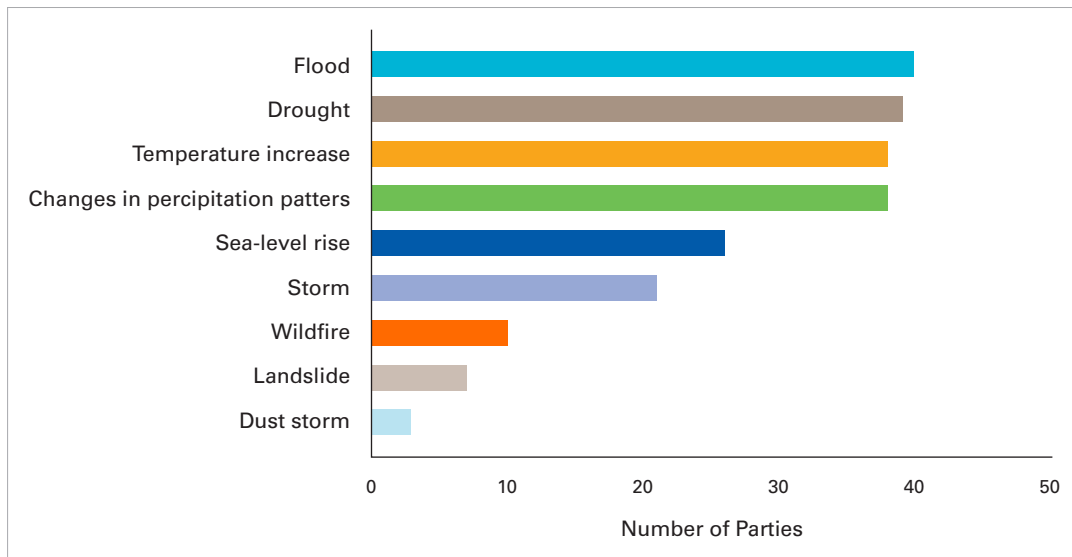 Flood
Drought
Temperature increase
Changes in percipitation patters
Sea-level rise
Storm
Wildfire
Landslide
Dust storm
0 10 20 30 40 50
Number of Parties